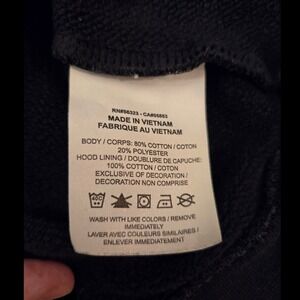 RN#56323 - CA#05553
MADE IN VIETNAM
FABRIQUE AU VIETNAM
BODY / CORPS: 80% COTTON / COTON
20% POLYESTER
HOOD LINING / DOUBLURE DE CAPUCHE:
100% COTTON / COTON
EXCLUSIVE OF DECORATION /
DECORATION NON COMPRISE
WASH WITH LIKE COLORS / REMOVE
IMMEDIATELY
LAVER AVEC COULEURS SIMILAIRES /
ENLEVER IMMEDIATEMENT